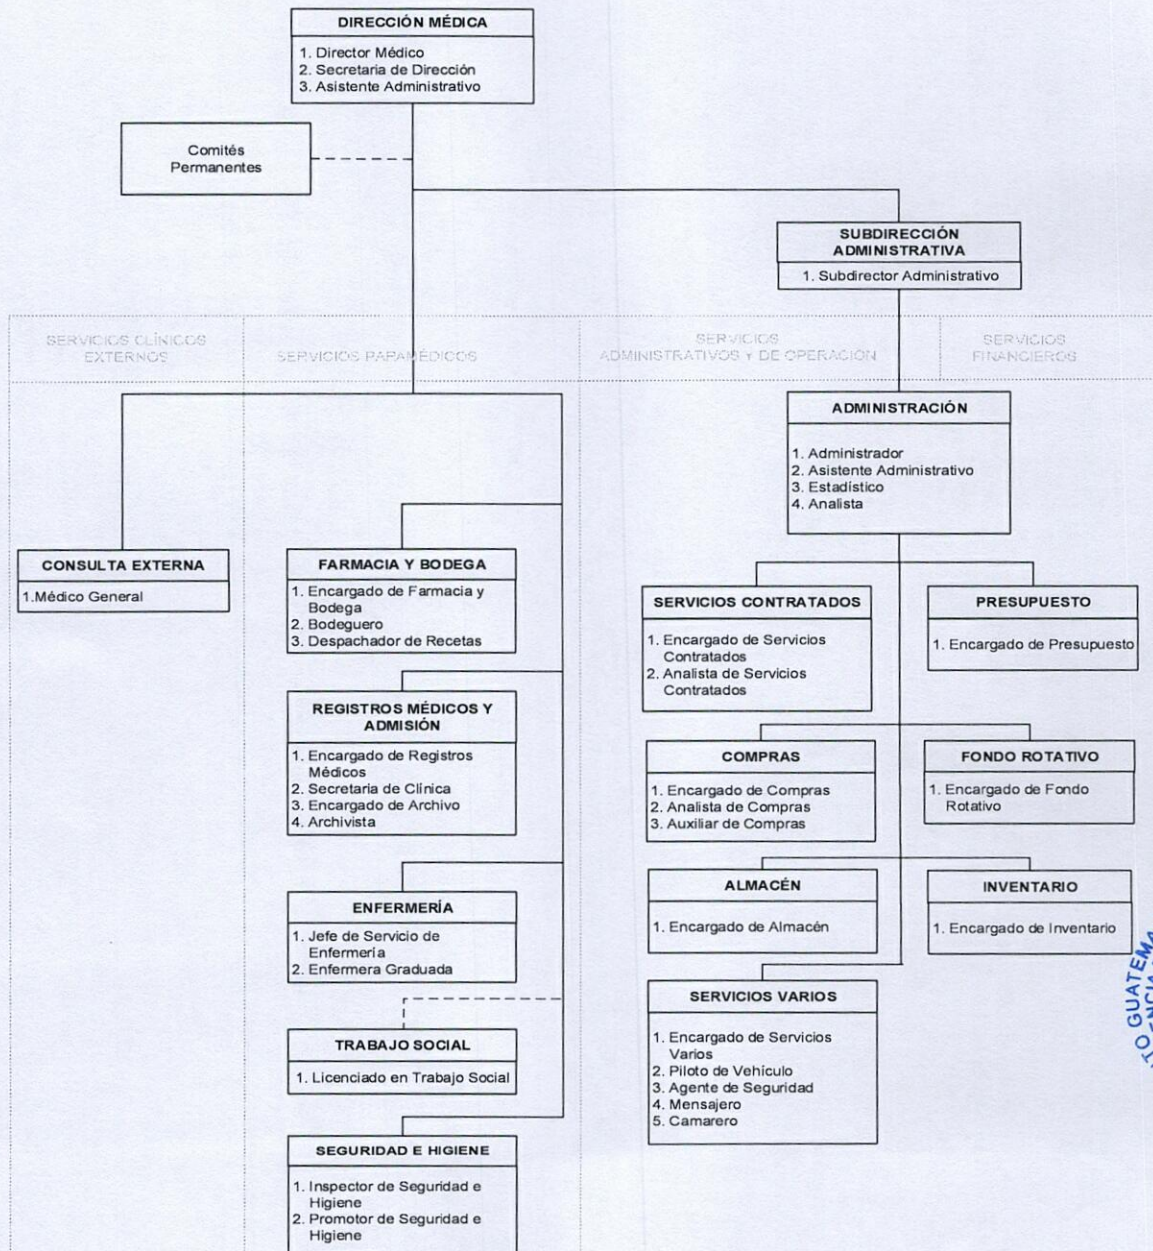 DIRECCIÓN MÉDICA
1. Director Médico
2. Secretaria de Dirección
3. Asistente Administrativo
Comités
Permanentes
SUBDIRECCIÓN
ADMINISTRATIVA
1. Subdirector Administrativo
SERVICIOS CLÍNICOS
EXTERNOS
SERVICIOS PARAMÉDICOS
SERVICIOS
ADMINISTRATIVOS Y DE OPERACIÓN
SERVICIOS
FINANCIEROS
ADMINISTRACIÓN
1. Administrador
2. Asistente Administrativo
3. Estadístico
4. Analista
CONSULTA EXTERNA
1.Médico General
FARMACIA Y BODEGA
1. Encargado de Farmacia y
Bodega
2. Bodeguero
3. Despachador de Recetas
SERVICIOS CONTRATADOS
1. Encargado de Servicios
Contratados
2. Analista de Servicios
Contratados
PRESUPUESTO
1. Encargado de Presupuesto
REGISTROS MÉDICOS Y
ADMISIÓN
1. Encargado de Registros
Médicos
2. Secretaria de Clínica
3. Encargado de Archivo
4. Archivista
COMPRAS
1. Encargado de Compras
2. Analista de Compras
3. Auxiliar de Compras
FONDO ROTATIVO
1. Encargado de Fondo
Rotativo
ENFERMERÍA
1. Jefe de Servicio de
Enfermería
2. Enfermera Graduada
ALMACÉN
1. Encargado de Almacén
INVENTARIO
1. Encargado de Inventario
TRABAJO SOCIAL
1. Licenciado en Trabajo Social
SERVICIOS VARIOS
1. Encargado de Servicios
Varios
2. Piloto de Vehículo
3. Agente de Seguridad
4. Mensajero
5. Camarero
SEGURIDAD E HIGIENE
1. Inspector de Seguridad e
Higiene
2. Promotor de Seguridad e
Higiene
TO GUATEMA